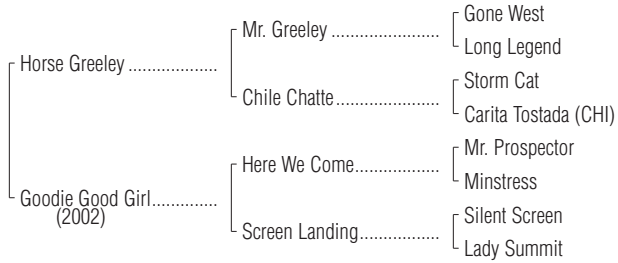 Gone West
Mr. Greeley ....................
Long Legend
Horse Greeley .................
Storm Cat
Chile Chatte ...................
Carita Tostada (CHI)
Mr. Prospector
Here We Come................
Minstress
Goodie Good Girl.............
(2002)
Silent Screen
Screen Landing...............
Lady Summit